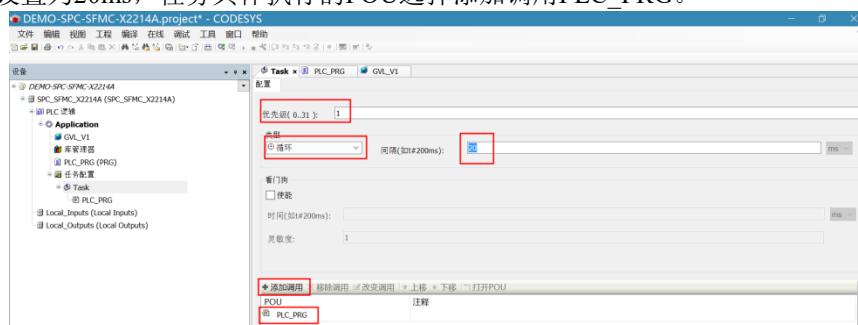 设置为20ms，任务具体执行的POU选择添加调用PLC_PRG。
DEMO-SPC-SFMC-X2214A.project* - CODESYS
文件 编辑 视图 工程 编译 在线 调试 工具 窗口 帮助
设备
Task PLC_PRG GVL_V1
DEMO-SPC-SFMC-X2214A
配置
SPC_SFMC_X2214A (SPC_SFMC_X2214A)
PLC 逻辑
优先级( 0..31 ): 1
Application
GVL_V1
类型
库管理器
循环 间隔(如t#200ms): 20 ms
PLC_PRG (PRG)
任务配置
看门狗
Task
使能
PLC_PRG
Local_Inputs (Local Inputs)
时间(如t#200ms): ms
Local_Outputs (Local Outputs)
灵敏度: 1
添加调用 移除调用 改变调用 上移 下移 打开POU
POU 注释
PLC_PRG